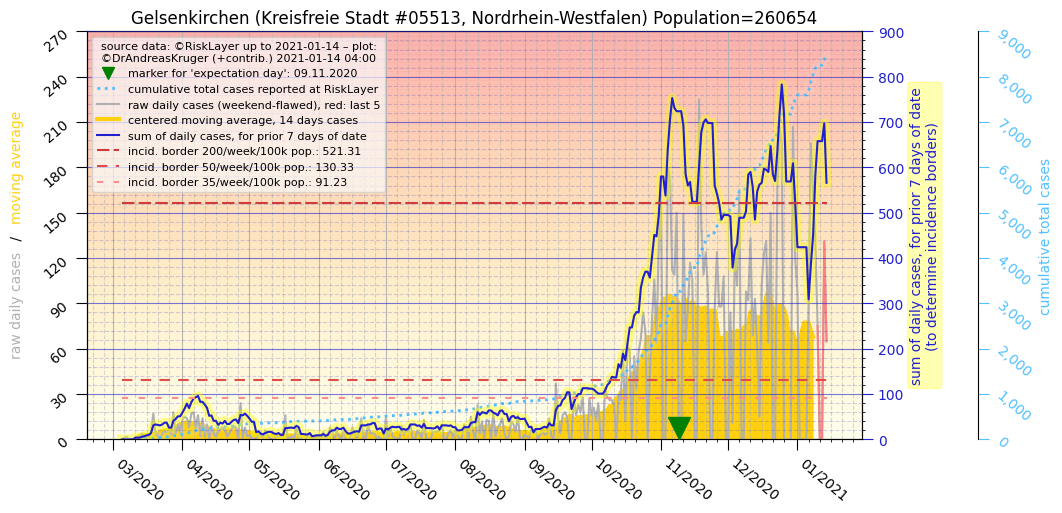 Gelsenkirchen (Kreisfreie Stadt #05513, Nordrhein-Westfalen) Population=260654
source data: ©RiskLayer up to 2021-01-14 – plot:
©DrAndreasKruger (+contrib.) 2021-01-14 04:00
marker for 'expectation day': 09.11.2020
cumulative total cases reported at RiskLayer
raw daily cases (weekend-flawed), red: last 5
centered moving average, 14 days cases
sum of daily cases, for prior 7 days of date
incid. border 200/week/100k pop.: 521.31
incid. border 50/week/100k pop.: 130.33
incid. border 35/week/100k pop.: 91.23
raw daily cases / moving average
270
240
210
180
150
120
90
60
30
0
03/2020
04/2020
05/2020
06/2020
07/2020
08/2020
09/2020
10/2020
11/2020
12/2020
01/2021
900
800
700
600
500
400
300
200
100
0
sum of daily cases, for prior 7 days of date
(to determine incidence borders)
9,000
8,000
7,000
6,000
5,000
4,000
3,000
2,000
1,000
0
cumulative total cases